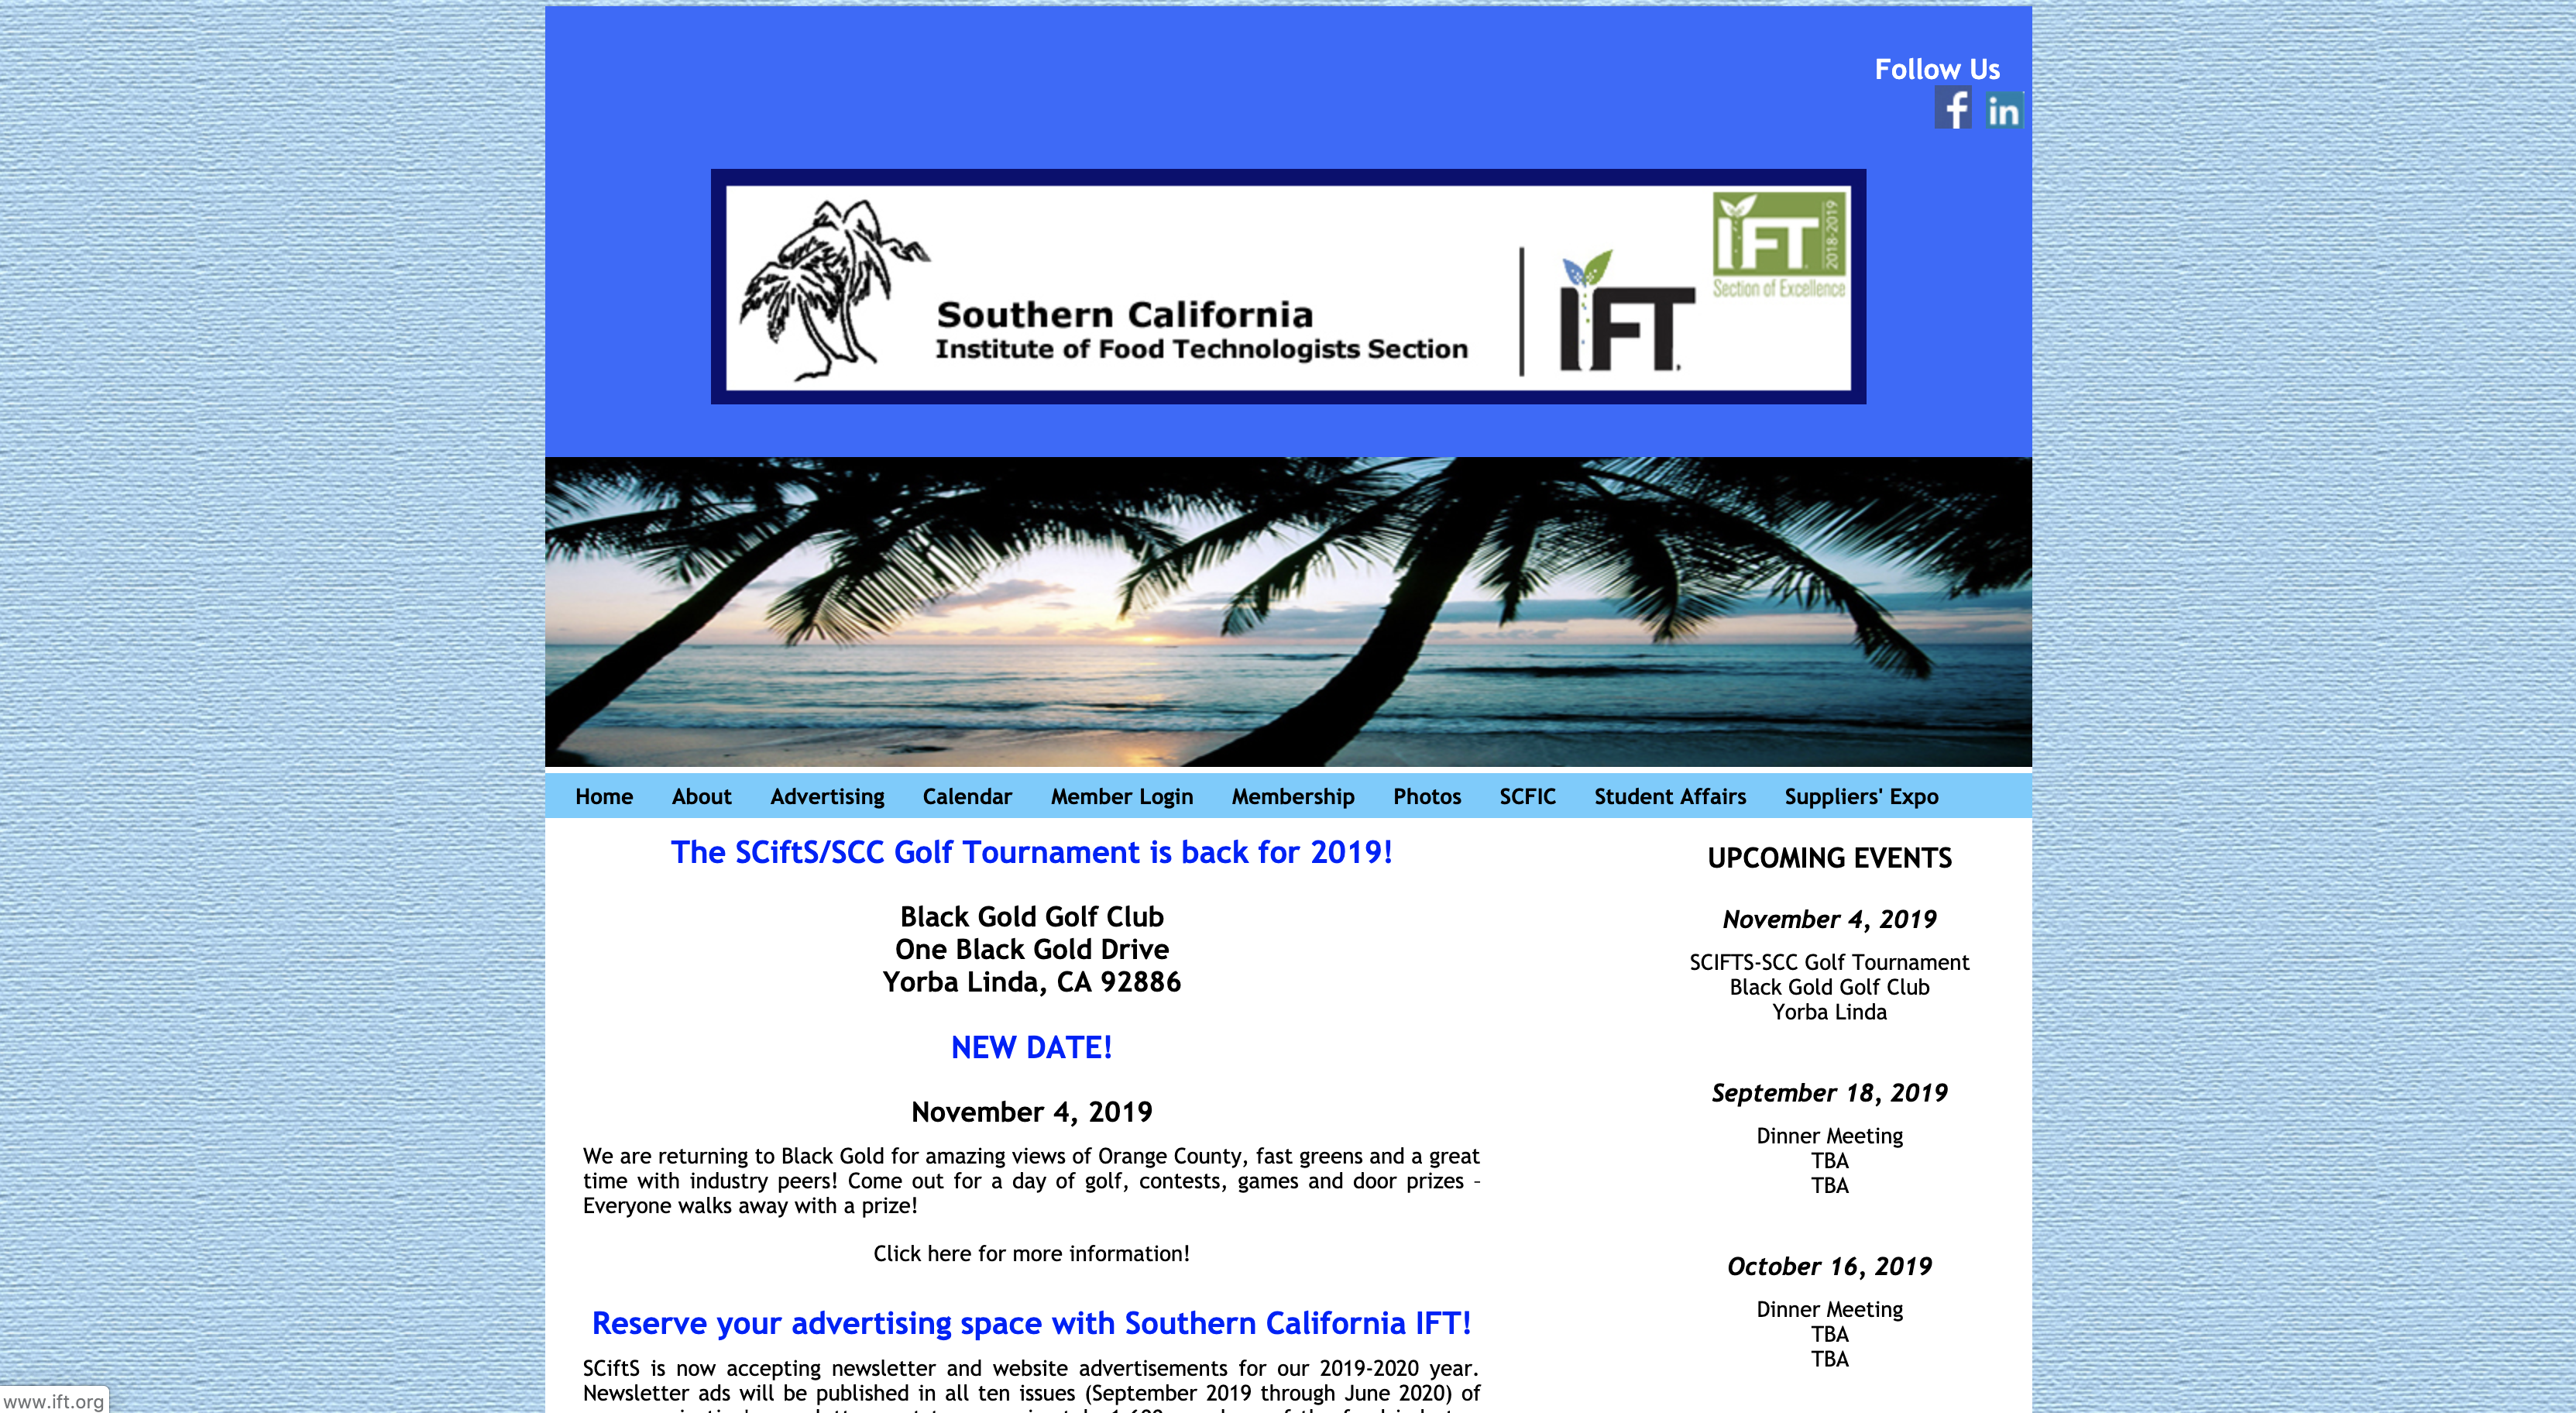 Follow Us
f in
IFT 2018-2019
Section of Excellence
Southern California
Institute of Food Technologists Section
IFT
Home About Advertising Calendar Member Login Membership Photos SCFIC Student Affairs Suppliers' Expo
The SCiftS/SCC Golf Tournament is back for 2019!
Black Gold Golf Club
One Black Gold Drive
Yorba Linda, CA 92886
NEW DATE!
November 4, 2019
We are returning to Black Gold for amazing views of Orange County, fast greens and a great
time with industry peers! Come out for a day of golf, contests, games and door prizes –
Everyone walks away with a prize!
Click here for more information!
Reserve your advertising space with Southern California IFT!
SCiftS is now accepting newsletter and website advertisements for our 2019-2020 year.
Newsletter ads will be published in all ten issues (September 2019 through June 2020) of
UPCOMING EVENTS
November 4, 2019
SCIFTS-SCC Golf Tournament
Black Gold Golf Club
Yorba Linda
September 18, 2019
Dinner Meeting
TBA
TBA
October 16, 2019
Dinner Meeting
TBA
TBA
www.ift.org